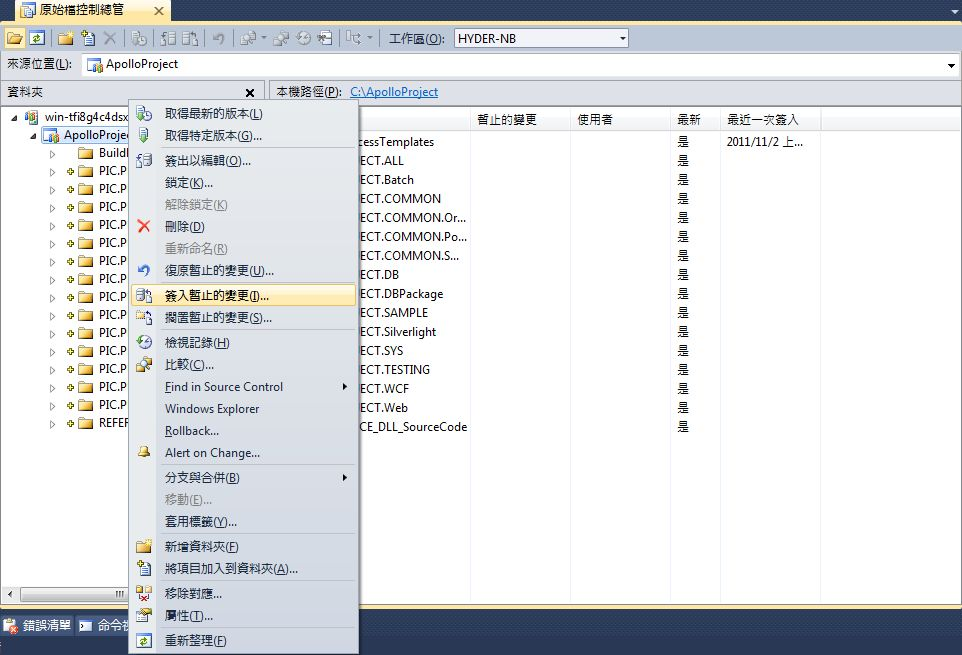 原始檔控制總管
工作區(O): HYDER-NB
來源位置(L): ApolloProject
資料夾
本機路徑(P): C:\ApolloProject
win-tfi8g4c4dsx
ApolloProje
Build
PIC.P
PIC.P
PIC.P
PIC.P
PIC.P
PIC.P
PIC.P
PIC.P
PIC.P
PIC.P
PIC.P
PIC.P
PIC.P
PIC.P
REFER
取得最新的版本(L)
取得特定版本(G)...
簽出以編輯(O)...
鎖定(K)...
解除鎖定(K)
刪除(D)
重新命名(R)
復原暫止的變更(U)...
簽入暫止的變更(I)...
擱置暫止的變更(S)...
檢視記錄(H)
比較(C)...
Find in Source Control
Windows Explorer
Rollback...
Alert on Change...
分支與合併(B)
移動(E)...
套用標籤(Y)...
新增資料夾(F)
將項目加入到資料夾(A)...
移除對應...
屬性(T)...
重新整理(F)
暫止的變更 使用者 最新 最近一次簽入
cessTemplates 是 2011/11/2 上...
ECT.ALL 是
ECT.Batch 是
ECT.COMMON 是
ECT.COMMON.Or... 是
ECT.COMMON.Po... 是
ECT.COMMON.S... 是
ECT.DB 是
ECT.DBPackage 是
ECT.SAMPLE 是
ECT.Silverlight 是
ECT.SYS 是
ECT.TESTING 是
ECT.WCF 是
ECT.Web 是
CE_DLL_SourceCode 是
錯誤清單 命令視